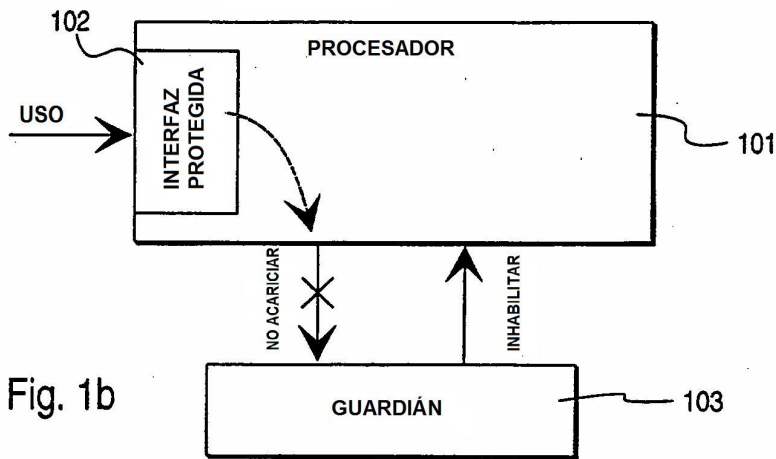 102
PROCESADOR
USO
INTERFAZ
PROTEGIDA
101
NO ACARICIAR
INHABILITAR
Fig. 1b
GUARDIÁN
103